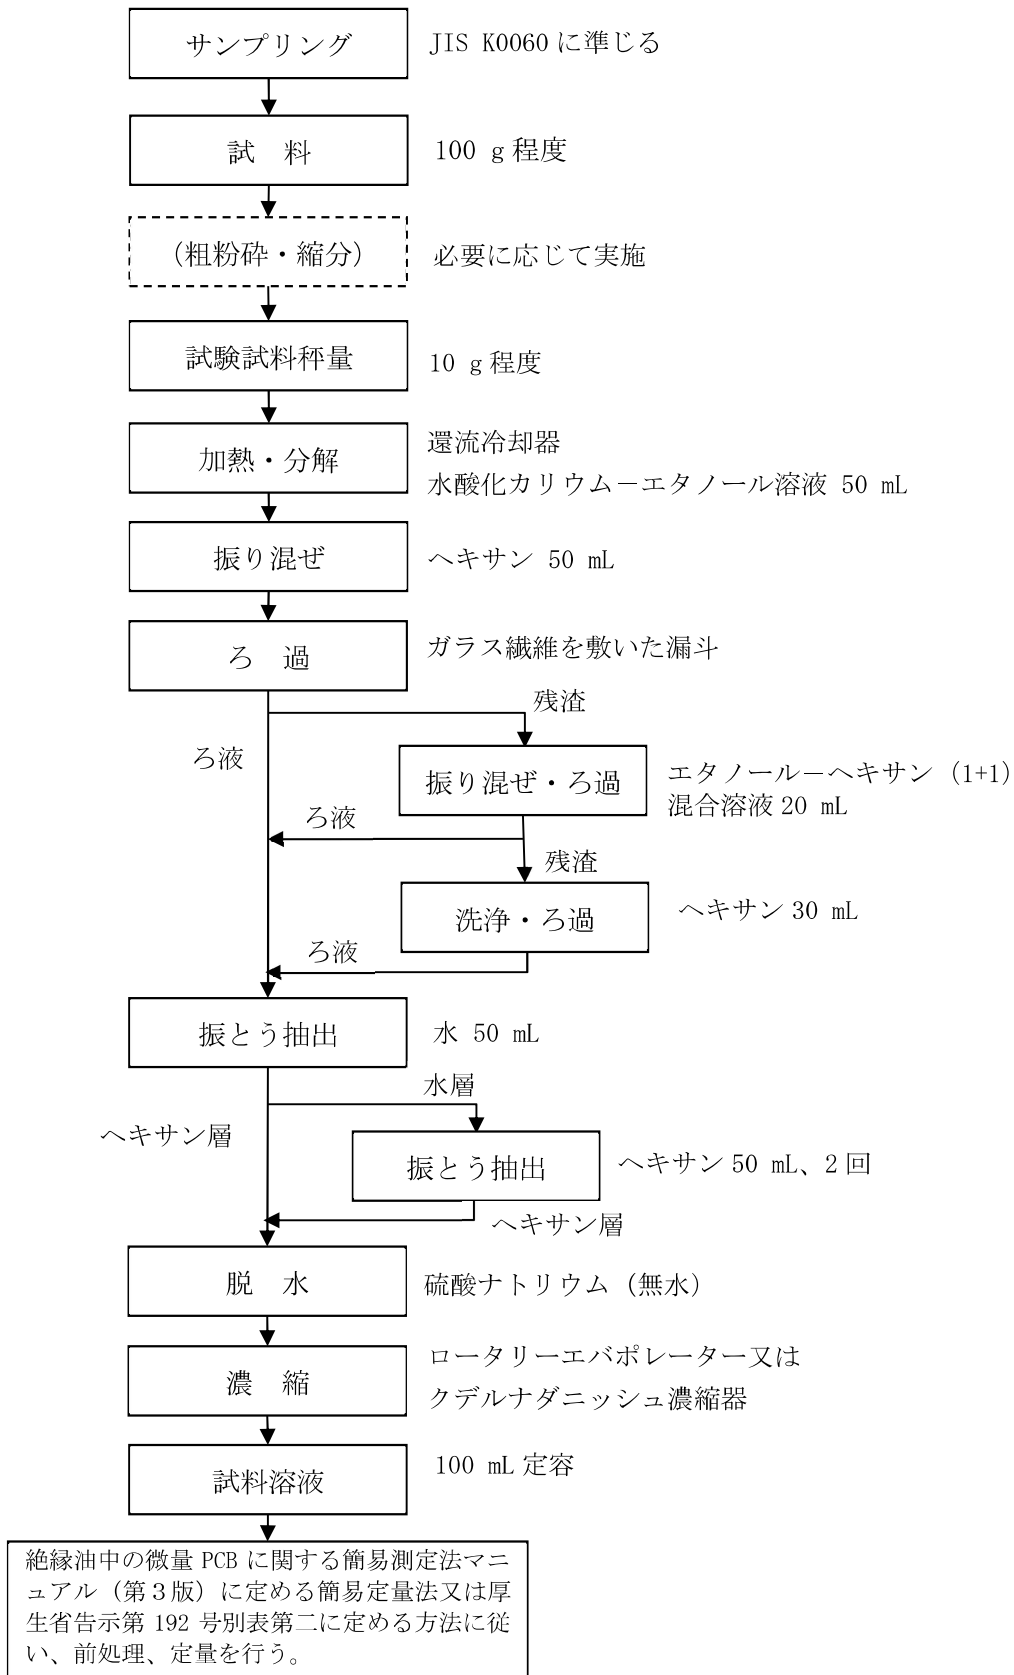 サンプリング
JIS K0060 に準じる
試　料
100 g 程度
（粗粉砕・縮分）
必要に応じて実施
試験試料秤量
10 g 程度
加熱・分解
還流冷却器
水酸化カリウム－エタノール溶液 50 mL
振り混ぜ
ヘキサン 50 mL
ろ　過
ガラス繊維を敷いた漏斗
残渣
ろ液
振り混ぜ・ろ過
エタノール－ヘキサン（1+1）
混合溶液 20 mL
ろ液
残渣
洗浄・ろ過
ヘキサン 30 mL
ろ液
振とう抽出
水 50 mL
水層
ヘキサン層
振とう抽出
ヘキサン 50 mL、2 回
ヘキサン層
脱　水
硫酸ナトリウム（無水）
濃　縮
ロータリーエバポレーター又は
クデルナダニッシュ濃縮器
試料溶液
100 mL 定容
絶縁油中の微量 PCB に関する簡易測定法マニ
ュアル（第３版）に定める簡易定量法又は厚
生省告示第 192 号別表第二に定める方法に従
い、前処理、定量を行う。